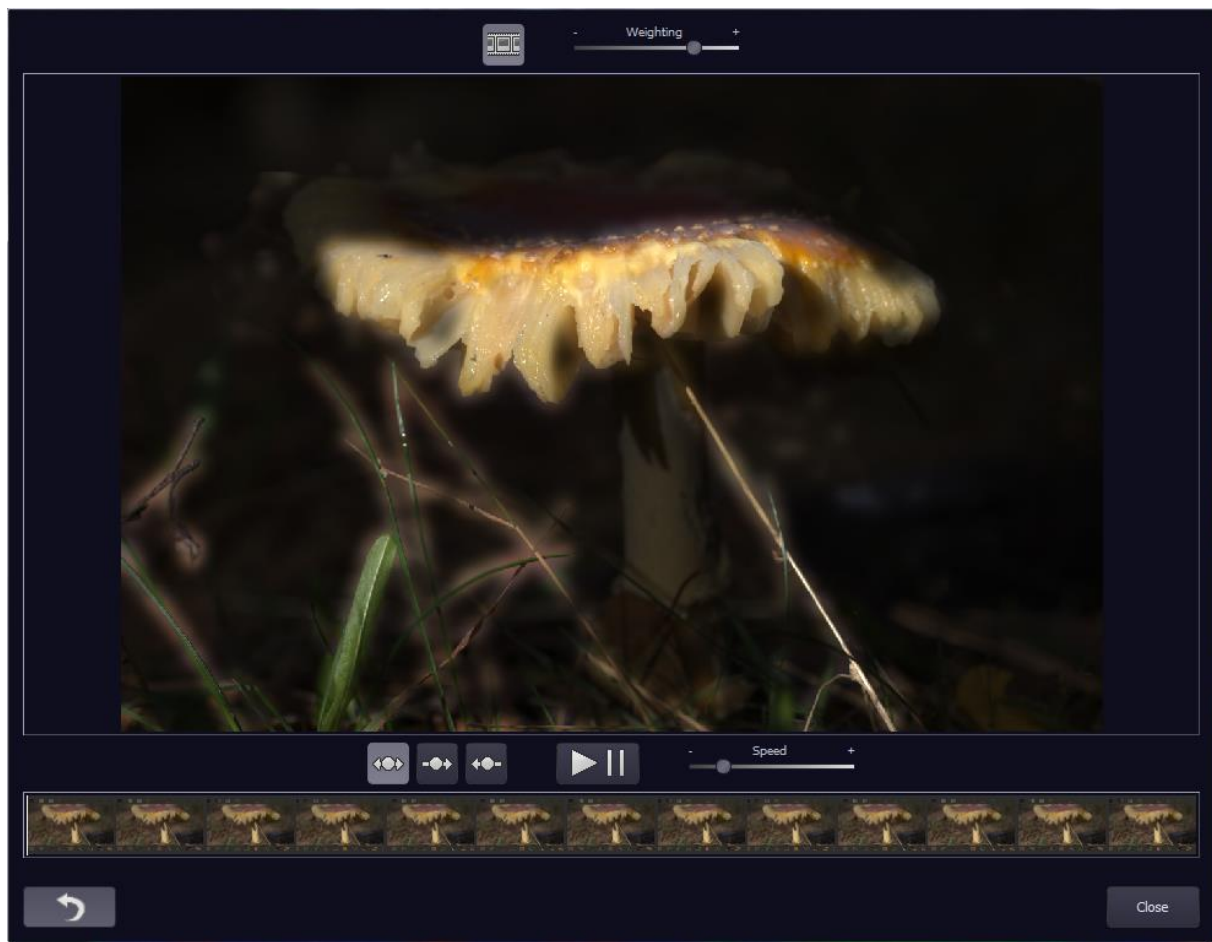 - Weighting +
- Speed +
Close